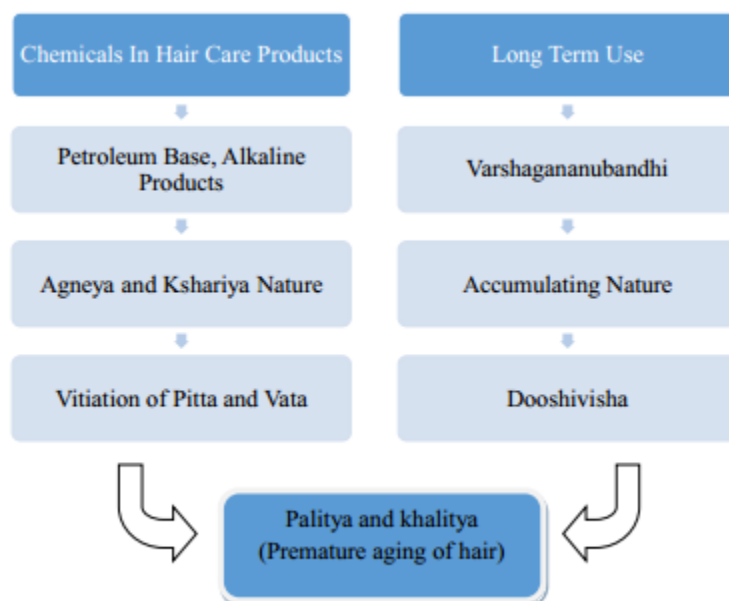 Chemicals In Hair Care Products
Petroleum Base, Alkaline
Products
Agneya and Kshariya Nature
Vitiation of Pitta and Vata
Long Term Use
Varshagananubandhi
Accumulating Nature
Dooshivisha
Palitya and khalitya
(Premature aging of hair)